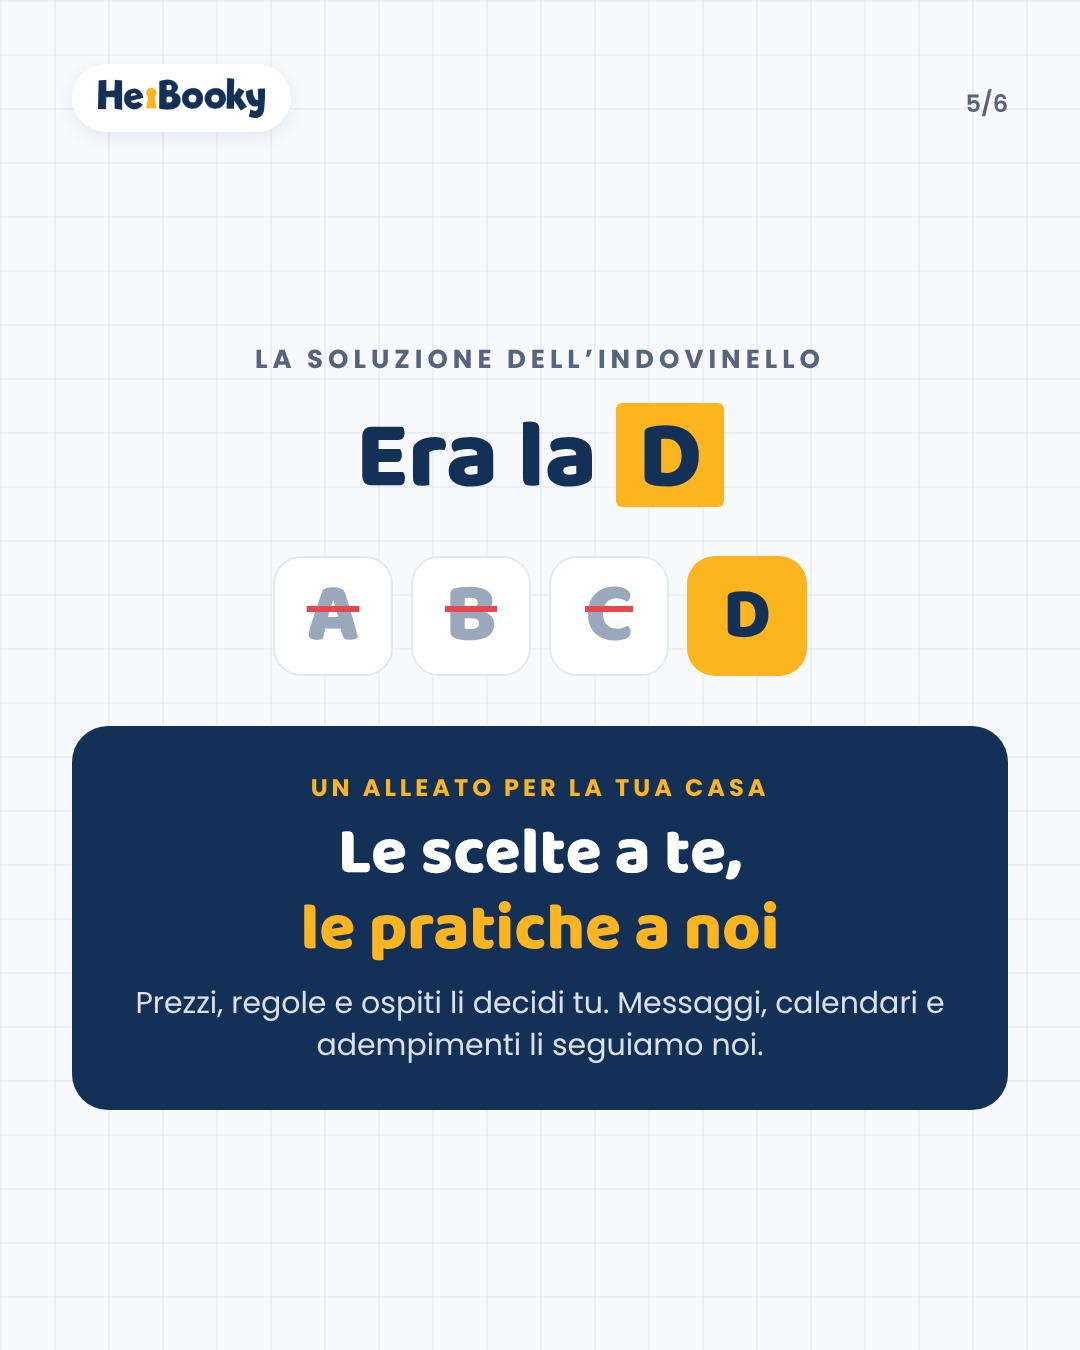 HeiBooky
5/6
LA SOLUZIONE DELL’INDOVINELLO
Era la D
A B C D
UN ALLEATO PER LA TUA CASA
Le scelte a te,
le pratiche a noi
Prezzi, regole e ospiti li decidi tu. Messaggi, calendari e
adempimenti li seguiamo noi.